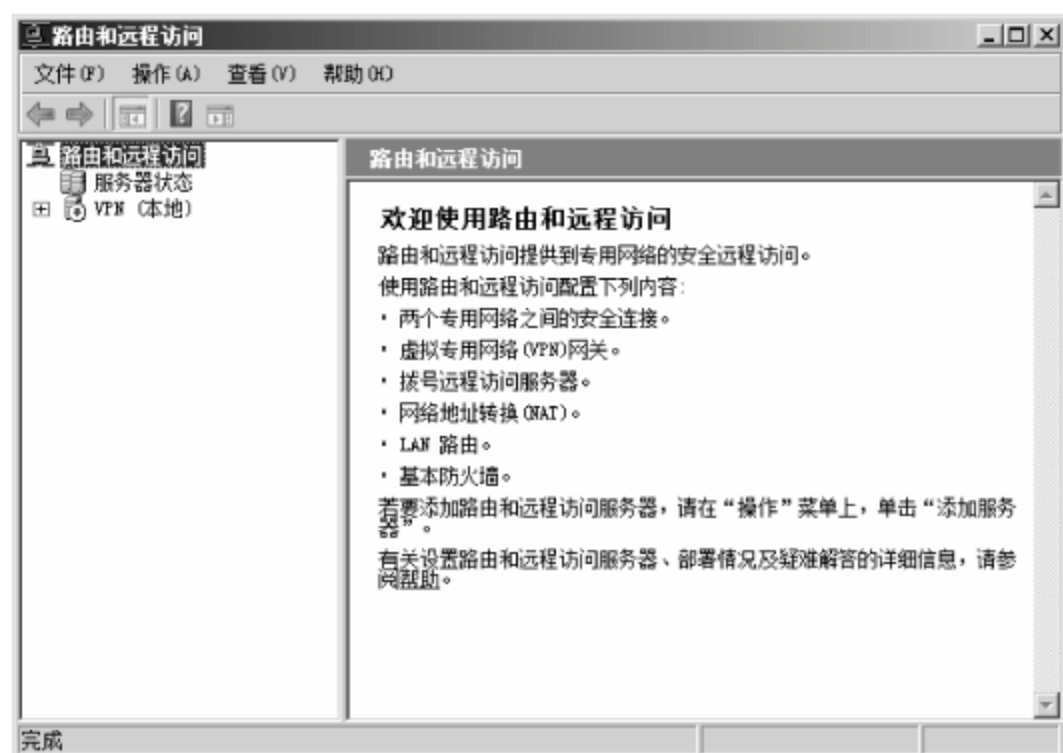 路由和远程访问
文件(F) 操作(A) 查看(V) 帮助(H)
路由和远程访问
服务器状态
VPN (本地)
路由和远程访问
欢迎使用路由和远程访问
路由和远程访问提供到专用网络的安全远程访问。
使用路由和远程访问配置下列内容:
· 两个专用网络之间的安全连接。
· 虚拟专用网络(VPN)网关。
· 拨号远程访问服务器。
· 网络地址转换(NAT)。
· LAN 路由。
· 基本防火墙。
若要添加路由和远程访问服务器，请在“操作”菜单上，单击“添加服务
器”。
有关设置路由和远程访问服务器、部署情况及疑难解答的详细信息，请参
阅帮助。
完成